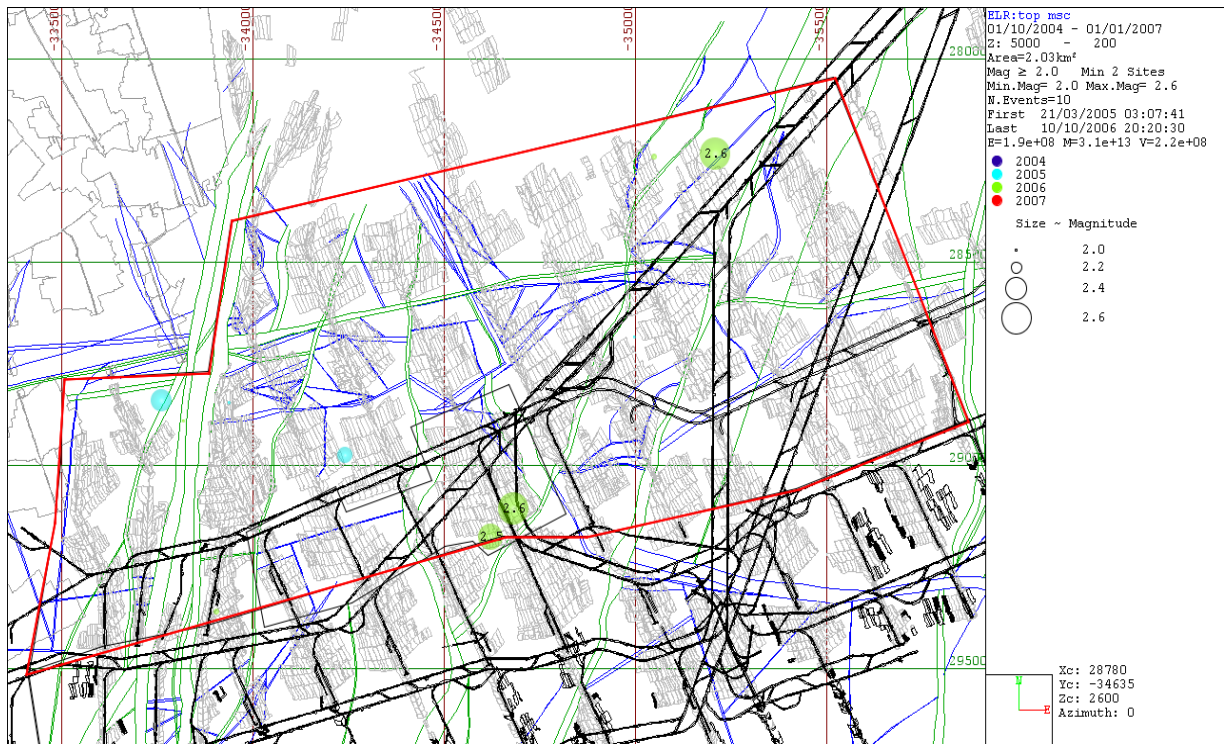 -33500
-34000
-34500
-35000
-35500
28000
28500
29000
29500
2.6
2.6
2.5
ELR:top msc
01/10/2004 - 01/01/2007
Z: 5000 - 200
Area=2.03km²
Mag ≥ 2.0 Min 2 Sites
Min.Mag= 2.0 Max.Mag= 2.6
N.Events=10
First 21/03/2005 03:07:41
Last 10/10/2006 20:20:30
E=1.9e+08 M=3.1e+13 V=2.2e+08
2004
2005
2006
2007
Size ~ Magnitude
2.0
2.2
2.4
2.6
N
E
Xc: 28780
Yc: -34635
Zc: 2600
Azimuth: 0